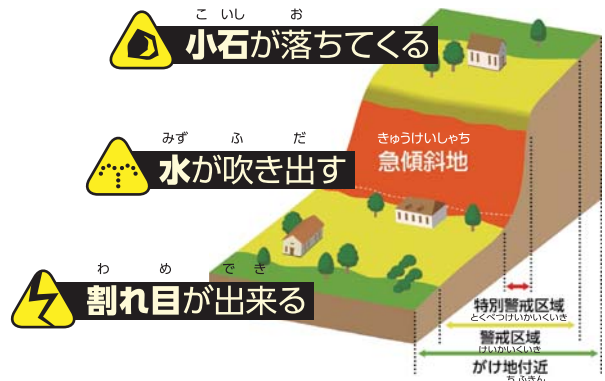 こ いし お
小石が落ちてくる
みず ふ だ
水が吹き出す
きゅうけいしゃち
急傾斜地
わ め でき
割れ目が出来る
特別警戒区域
とくべつけいかいくいき
警戒区域
けいかいくいき
がけ地付近
ちふきん